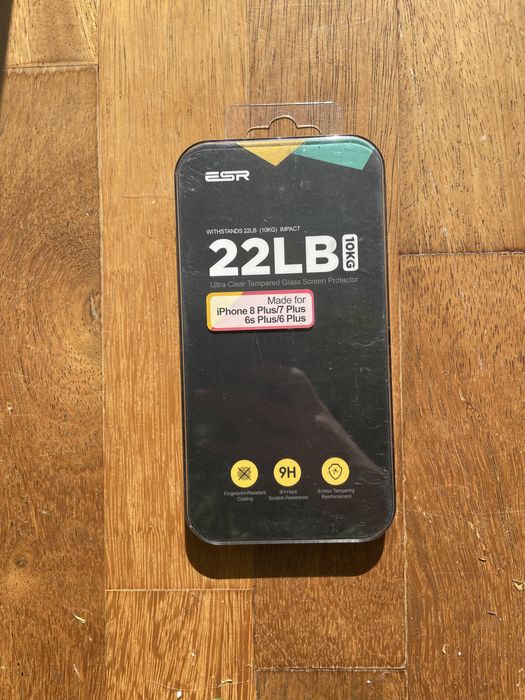 ESR
WITHSTANDS 22LB (10KG) IMPACT
22LB 10KG
Ultra-Clear Tempered Glass Screen Protector
Made for
iPhone 8 Plus/7 Plus
6s Plus/6 Plus
9H
Fingerprint-Resistant
Coating
9H-Hard
Scratch-Resistance
6-Hour Tempering
Reinforcement